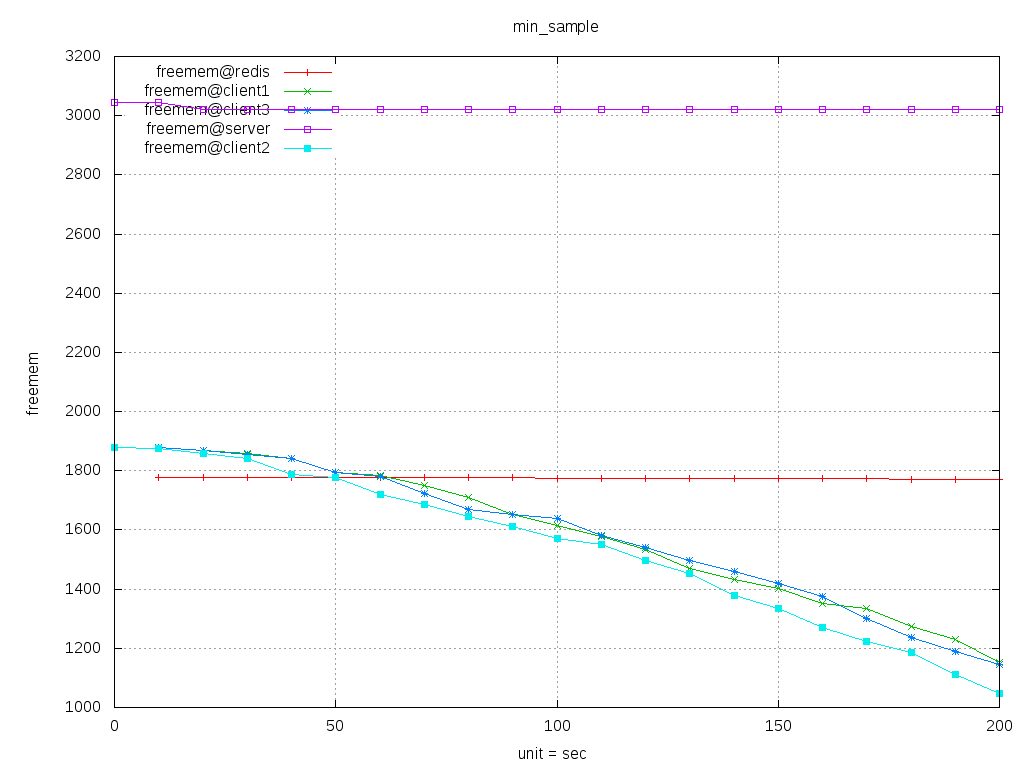 min_sample
3200
3000
2800
2600
2400
2200
2000
1800
1600
1400
1200
1000
freemem
freemem@redis
freemem@client1
freemem@client3
freemem@server
freemem@client2
0
50
100
150
200
unit = sec